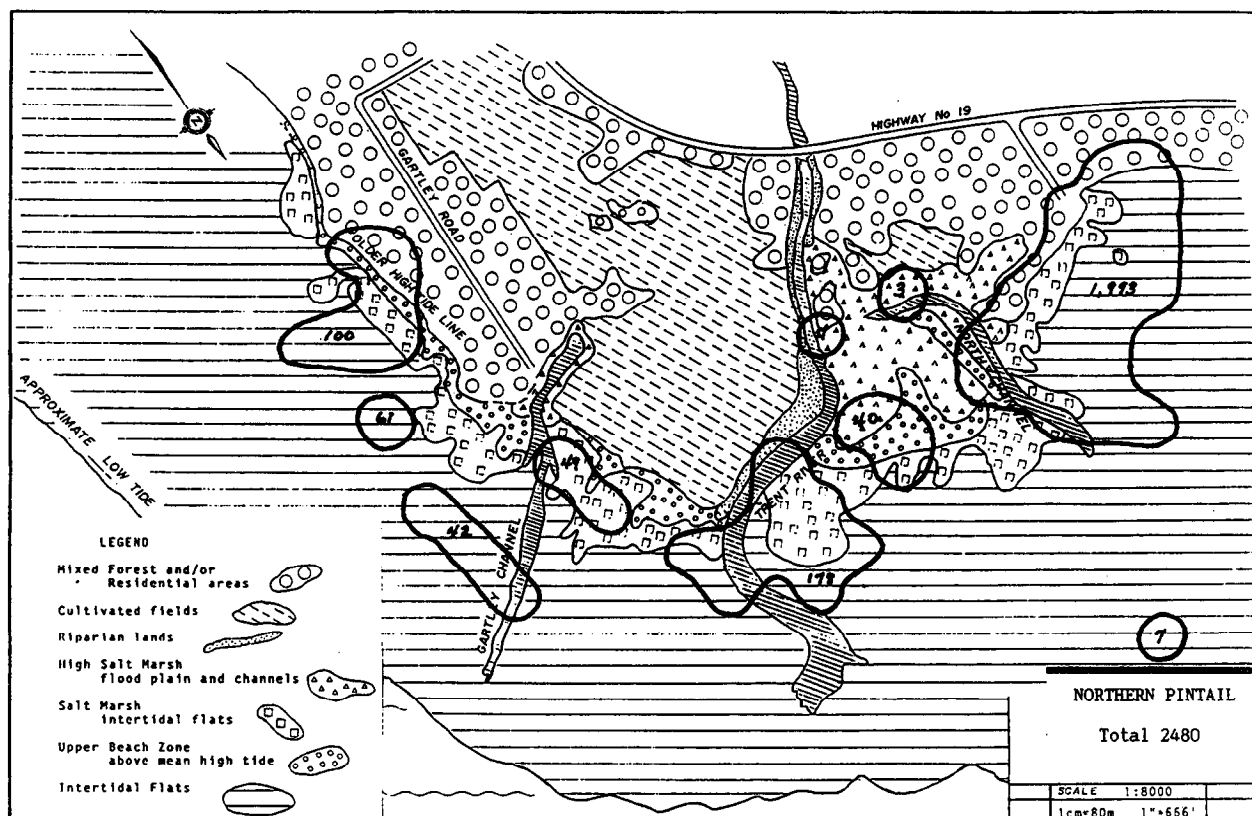 HIGHWAY No 19
GARTLEY ROAD
OLDER HIGH TIDE LINE
3
1,993
100
NORTH CHANNEL
61
40
APPROXIMATE LOW TIDE
49
TRENT RIVER
42
GARTLEY CHANNEL
178
7
LEGEND
Mixed Forest and/or
Residential areas
Cultivated fields
Riparian lands
High Salt Marsh
flood plain and channels
Salt Marsh
intertidal flats
Upper Beach Zone
above mean high tide
Intertidal Flats
NORTHERN PINTAIL
Total 2480
SCALE 1:8000
1cm=80m 1"=666'